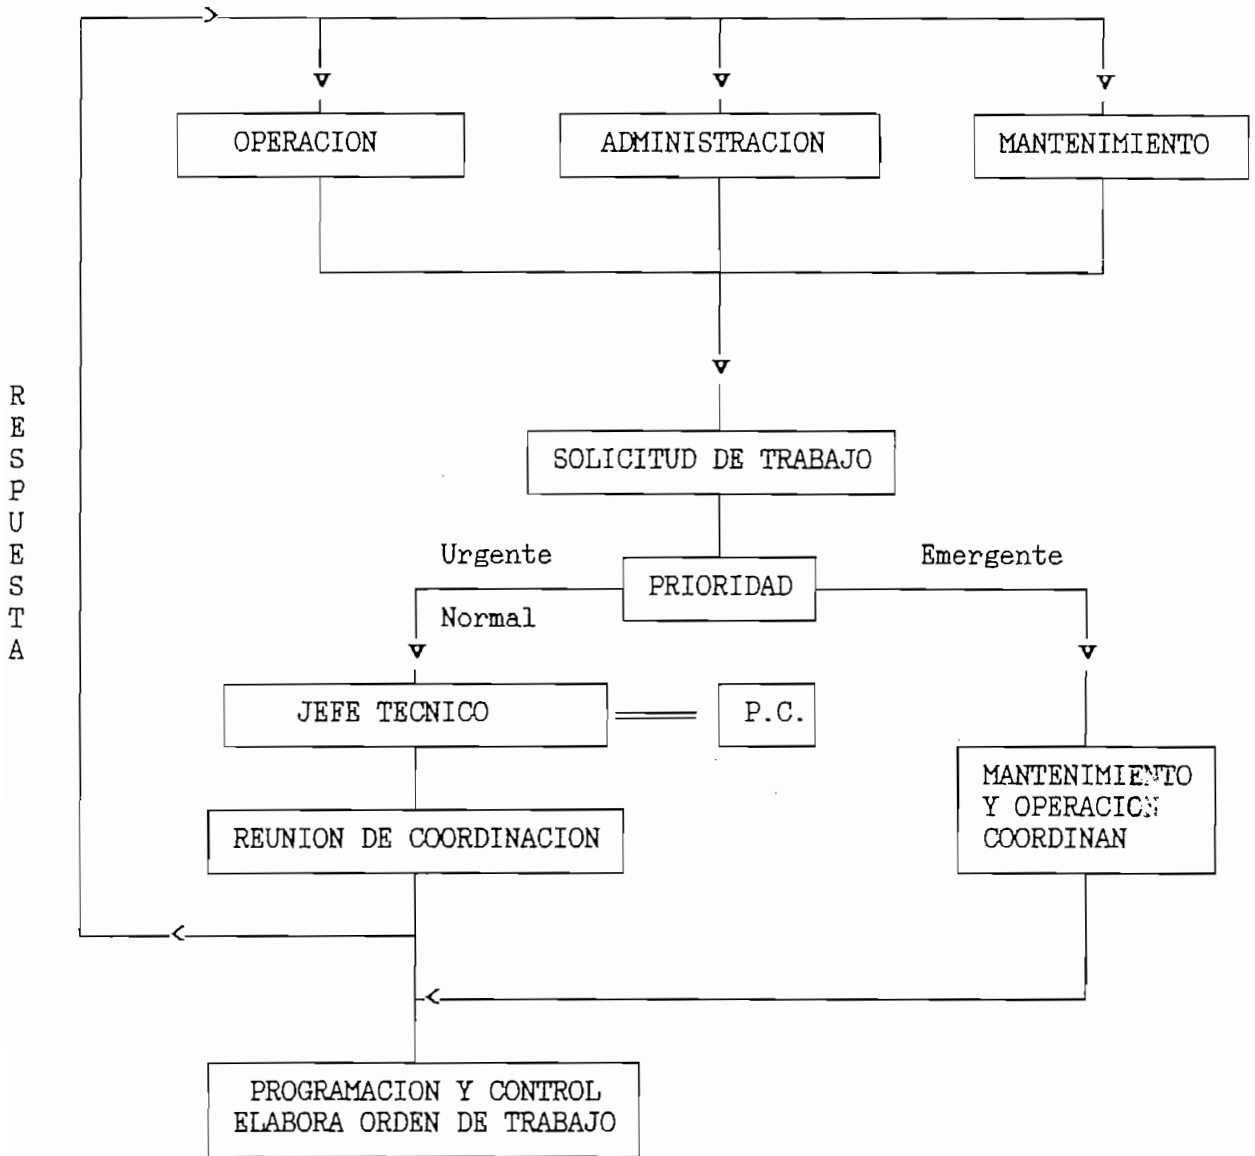 OPERACION
ADMINISTRACION
MANTENIMIENTO
RESPUESTA
SOLICITUD DE TRABAJO
Urgente
Emergente
PRIORIDAD
Normal
JEFE TECNICO
P.C.
MANTENIMIENTO
Y OPERACION
COORDINAN
REUNION DE COORDINACION
PROGRAMACION Y CONTROL
ELABORA ORDEN DE TRABAJO